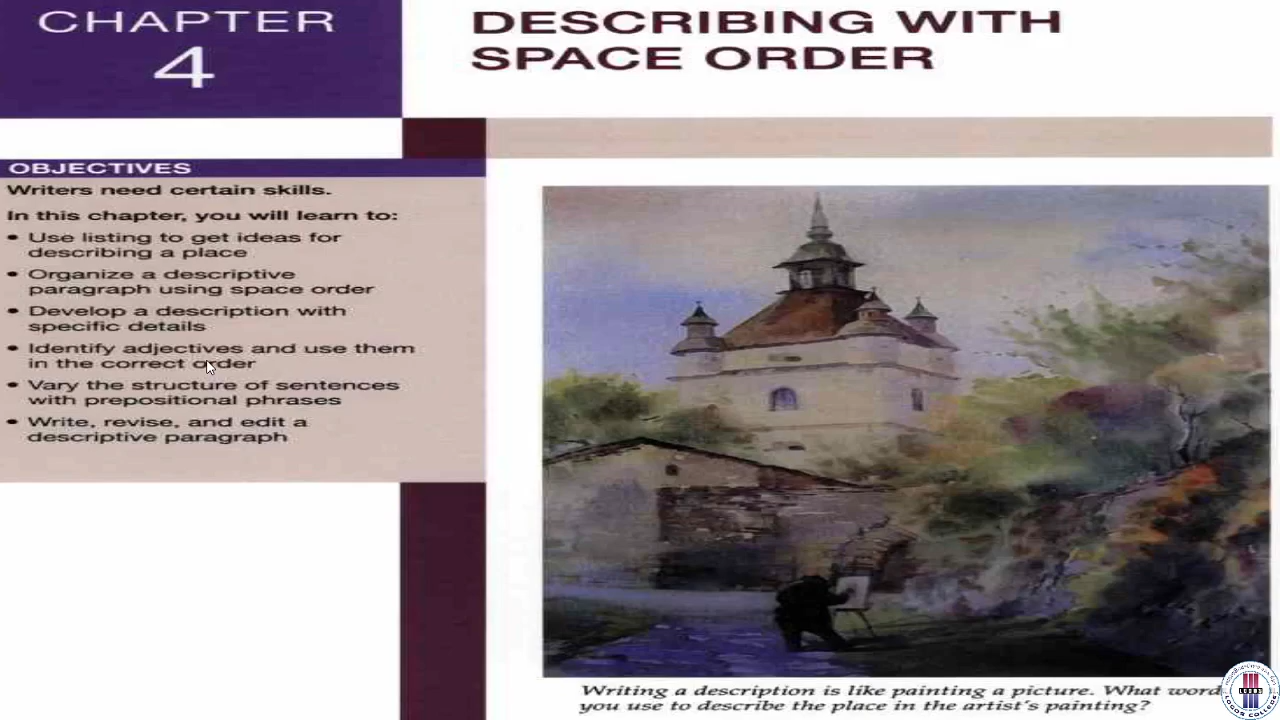 CHAPTER
4
DESCRIBING WITH
SPACE ORDER
OBJECTIVES
Writers need certain skills.
In this chapter, you will learn to:
• Use listing to get ideas for
describing a place
• Organize a descriptive
paragraph using space order
• Develop a description with
specific details
• Identify adjectives and use them
in the correct order
• Vary the structure of sentences
with prepositional phrases
• Write, revise, and edit a
descriptive paragraph
Writing a description is like painting a picture. What word
you use to describe the place in the artist's painting?
LOGOS
LOGOS COLLEGE